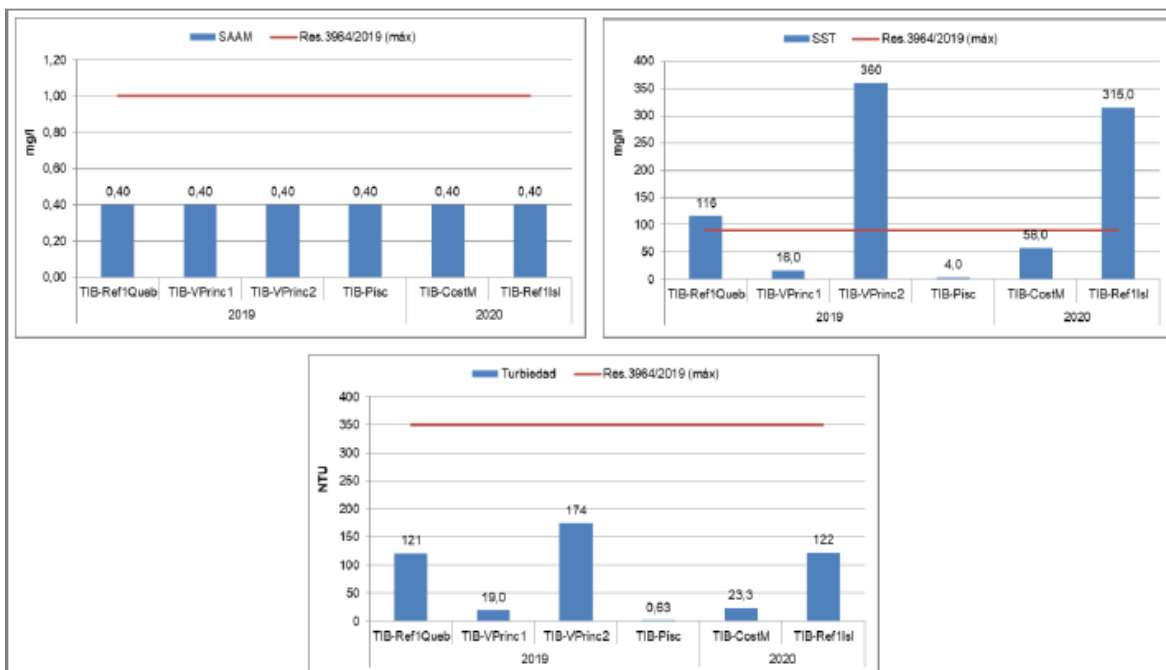 SAAM Res.3964/2019 (máx)
1,20
1,00
0,80
0,60
0,40
0,20
0,00
mg/l
0,40 0,40 0,40 0,40 0,40 0,40
TIB-Ref1Queb TIB-VPrinc1 TIB-VPrinc2 TIB-Pisc TIB-CostM TIB-Ref1Isl
2019 2020
SST Res.3964/2019 (máx)
400
350
300
250
200
150
100
50
0
mg/l
116 16,0 360 4,0 58,0 315,0
TIB-Ref1Queb TIB-VPrinc1 TIB-VPrinc2 TIB-Pisc TIB-CostM TIB-Ref1Isl
2019 2020
Turbiedad Res.3964/2019 (máx)
400
350
300
250
200
150
100
50
0
NTU
121 19,0 174 0,63 23,3 122
TIB-Ref1Queb TIB-VPrinc1 TIB-VPrinc2 TIB-Pisc TIB-CostM TIB-Ref1Isl
2019 2020